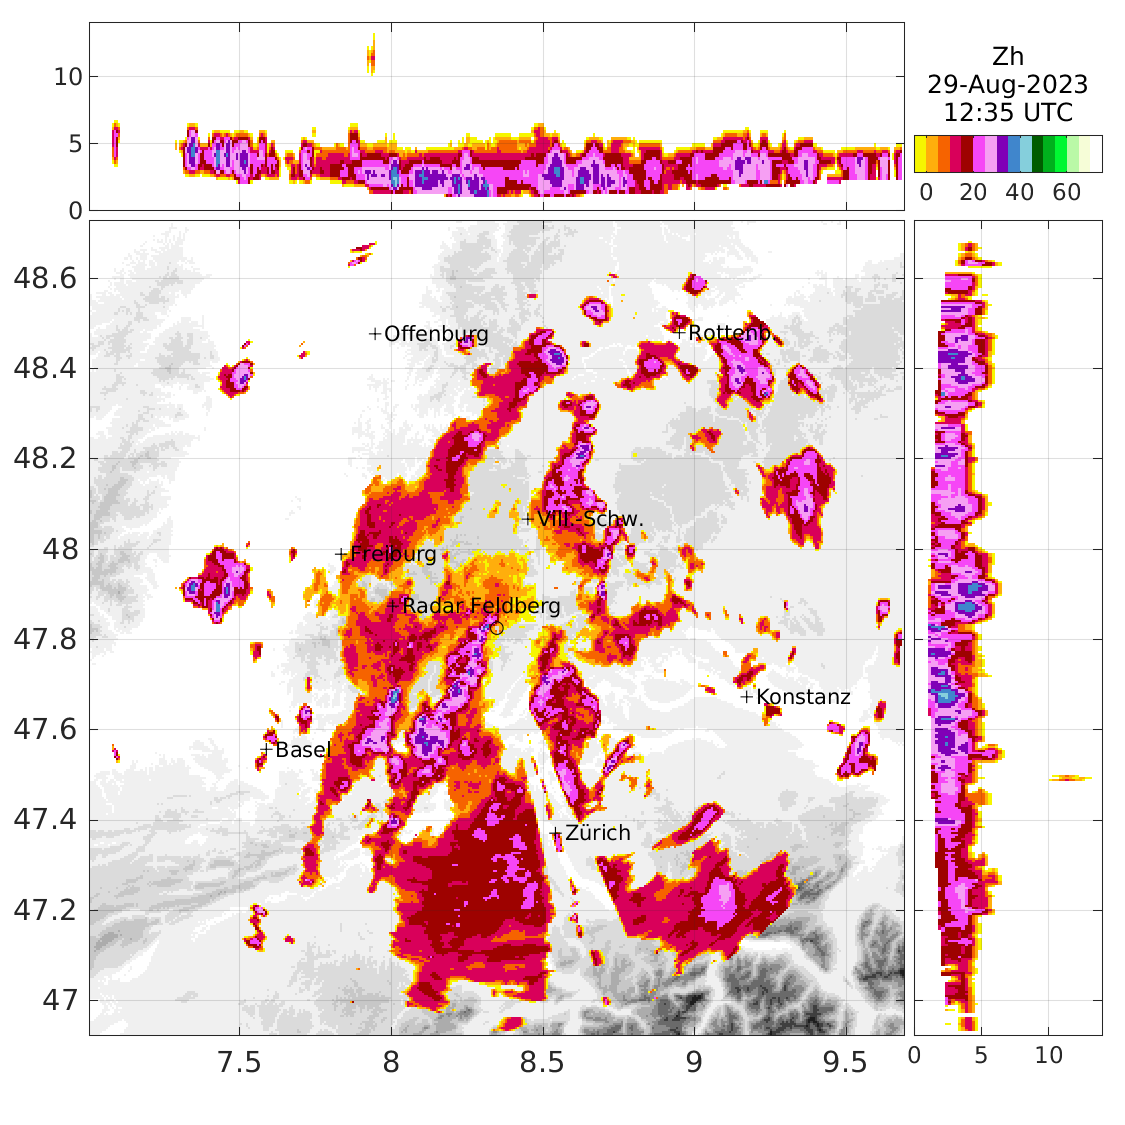 10
5
0
Zh
29-Aug-2023
12:35 UTC
0 20 40 60
48.6
48.4
48.2
48
47.8
47.6
47.4
47.2
47
+Offenburg
+Rottenb.
+Vill.-Schw.
+Freiburg
+Radar Feldberg
+Konstanz
+Basel
+Zürich
7.5 8 8.5 9 9.5
0 5 10